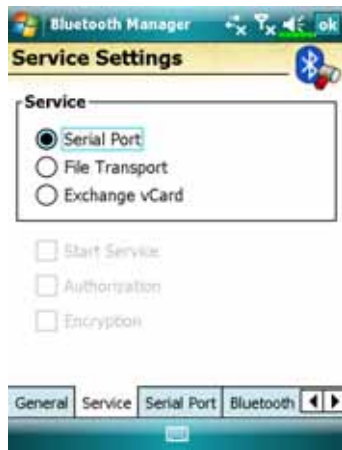 Bluetooth Manager ok
Service Settings
Service
Serial Port
File Transport
Exchange vCard
Start Service
Authorization
Encryption
General Service Serial Port Bluetooth